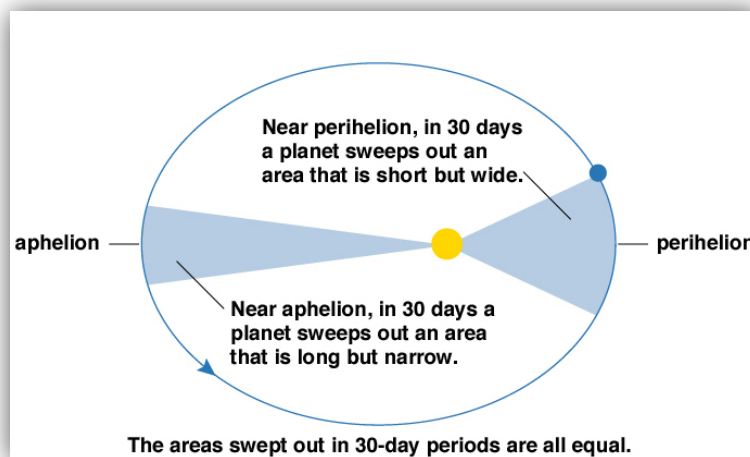 Near perihelion, in 30 days
a planet sweeps out an
area that is short but wide.
aphelion
perihelion
Near aphelion, in 30 days a
planet sweeps out an area
that is long but narrow.
The areas swept out in 30-day periods are all equal.